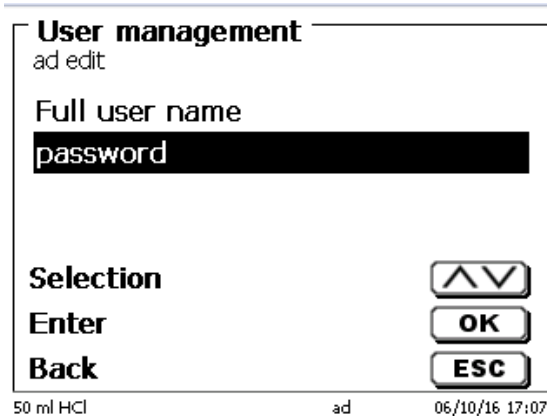 User management
ad edit
Full user name
password
Selection
Enter OK
Back ESC
50 ml HCl ad 06/10/16 17:07